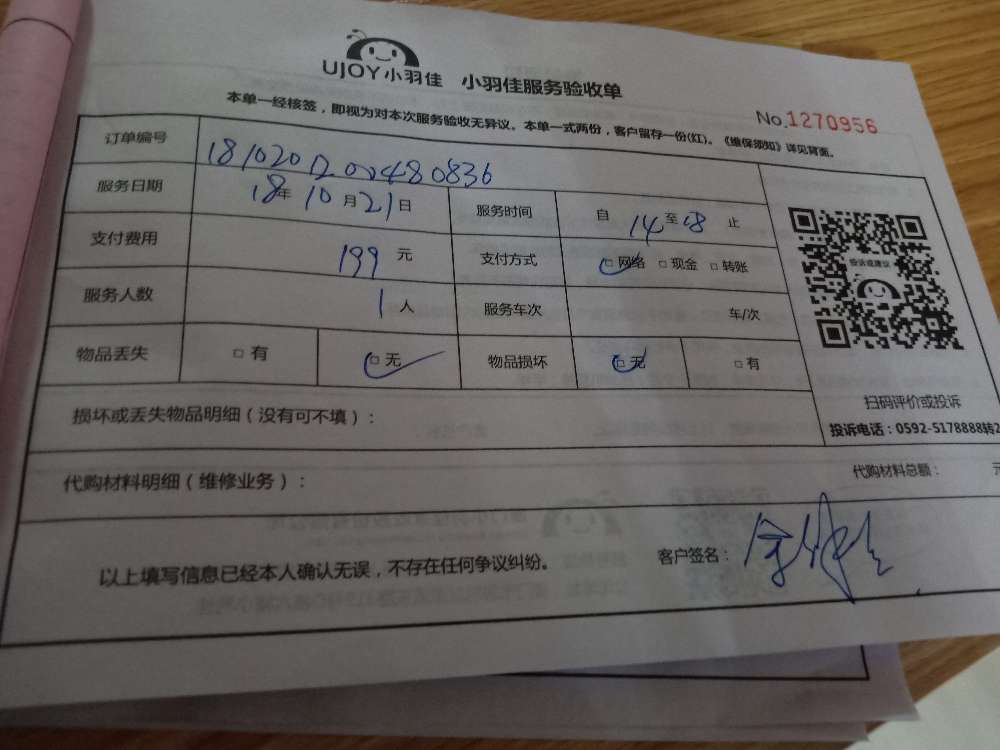 UJOY小羽佳 小羽佳服务验收单
No.1270956
本单一经核签，即视为对本次服务验收无异议。本单一式两份，客户留存一份(红)。《维保须知》详见背面。
订单编号
服务日期 18年10月21日 服务时间 自 14 至 18 止
支付费用 199 元 支付方式 □网络 □现金 □转账
服务人数 1 人 服务车次 车/次
物品丢失 □有 □无 物品损坏 □无 □有
投诉或建议
扫码评价或投诉
投诉电话：0592-5178888转2
损坏或丢失物品明细（没有可不填）：
代购材料明细（维修业务）： 代购材料总额： 元
以上填写信息已经本人确认无误，不存在任何争议纠纷。 客户签名：